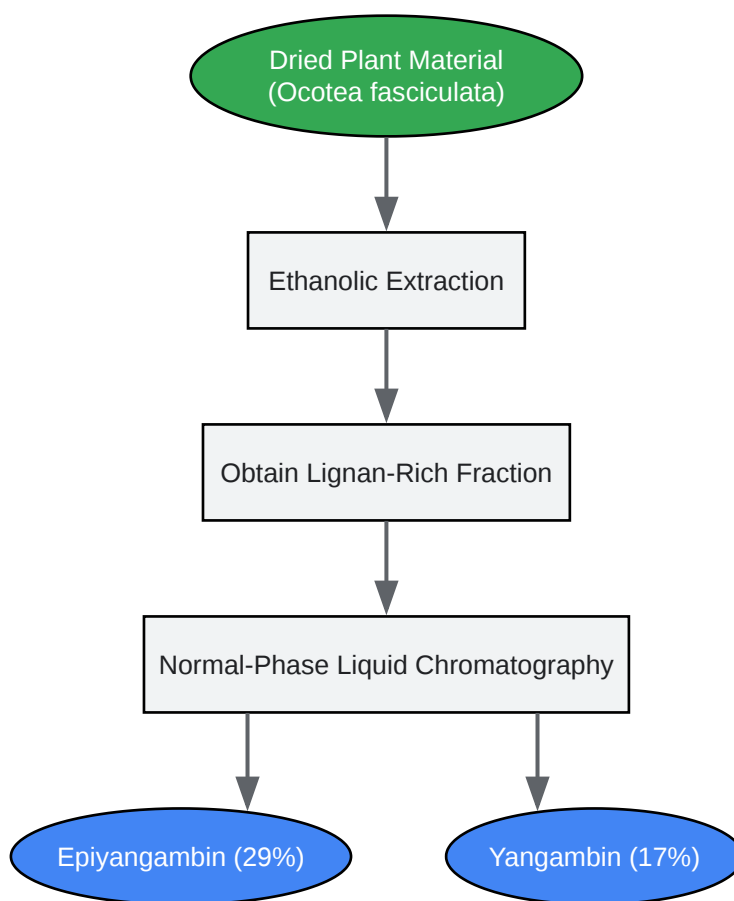 Dried Plant Material
(Ocotea fasciculata)
Ethanolic Extraction
Obtain Lignan-Rich Fraction
Normal-Phase Liquid Chromatography
Epiyangambin (29%)
Yangambin (17%)